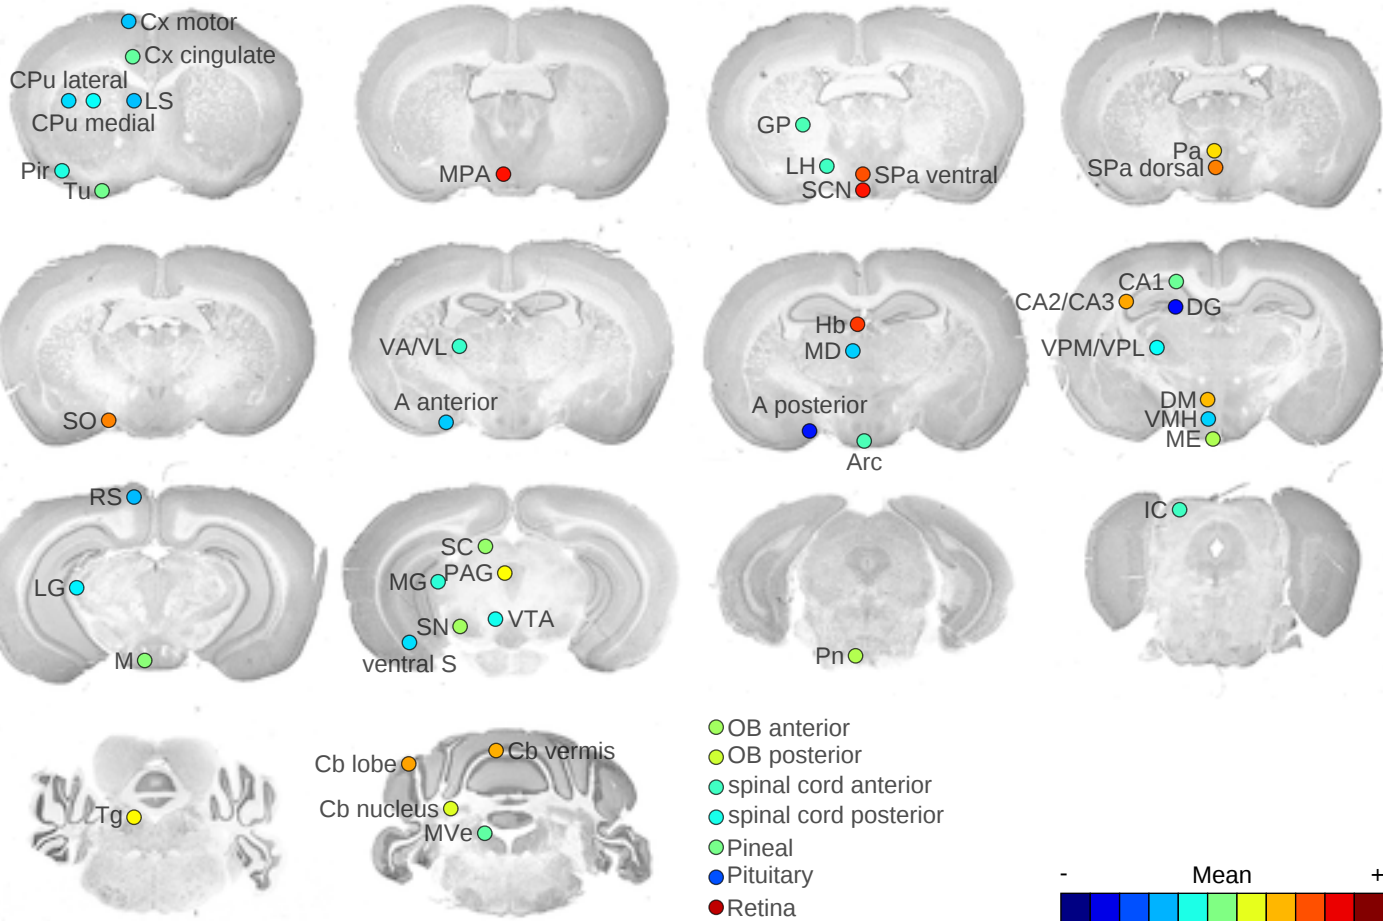 Cx motor
Cx cingulate
CPu lateral
LS
CPu medial
Pir
Tu
MPA
GP
LH
SPa ventral
SCN
Pa
SPa dorsal
SO
VA/VL
A anterior
Hb
MD
A posterior
Arc
CA1
CA2/CA3
DG
VPM/VPL
DM
VMH
ME
RS
LG
M
SC
PAG
MG
SN
VTA
ventral S
Pn
IC
Tg
Cb lobe
Cb vermis
Cb nucleus
MVe
OB anterior
OB posterior
spinal cord anterior
spinal cord posterior
Pineal
Pituitary
Retina
- Mean +